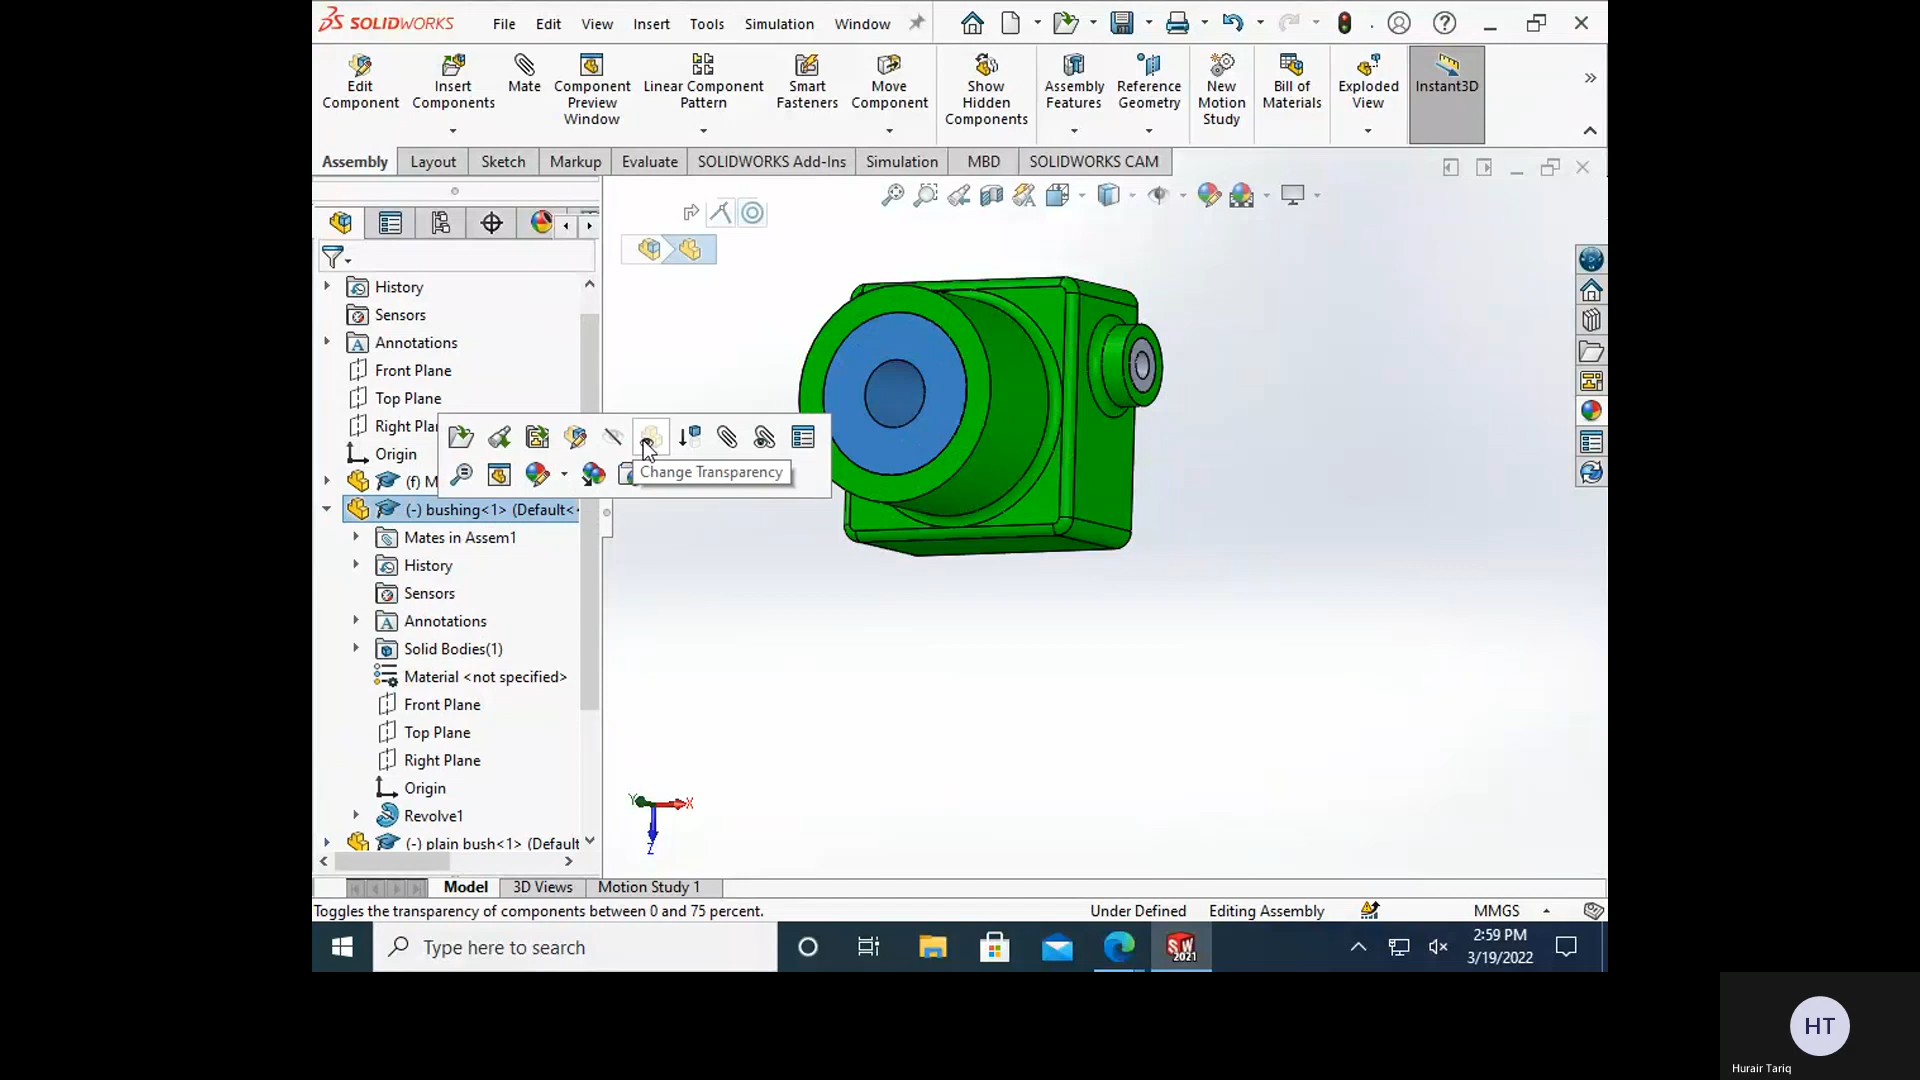 SOLIDWORKS File Edit View Insert Tools Simulation Window
Edit Component
Insert Components
Mate
Component Preview Window
Linear Component Pattern
Smart Fasteners
Move Component
Show Hidden Components
Assembly Features
Reference Geometry
New Motion Study
Bill of Materials
Exploded View
Instant3D
Assembly Layout Sketch Markup Evaluate SOLIDWORKS Add-Ins Simulation MBD SOLIDWORKS CAM
History
Sensors
Annotations
Front Plane
Top Plane
Right Pla
Origin
Change Transparency
(f) M
(-) bushing<1> (Default<
Mates in Assem1
History
Sensors
Annotations
Solid Bodies(1)
Material <not specified>
Front Plane
Top Plane
Right Plane
Origin
Revolve1
(-) plain bush<1> (Default
Y X
Z
Model 3D Views Motion Study 1
Toggles the transparency of components between 0 and 75 percent. Under Defined Editing Assembly MMGS
Type here to search
SW 2021
2:59 PM
3/19/2022
HT
Hurair Tariq